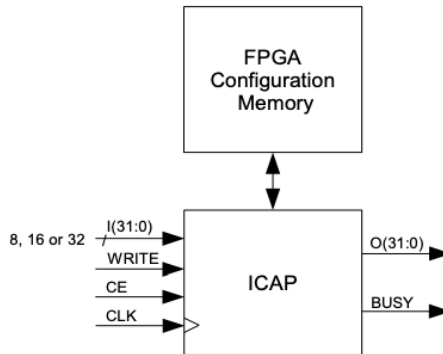 FPGA
Configuration
Memory
8, 16 or 32
I(31:0)
WRITE
CE
CLK
ICAP
O(31:0)
BUSY